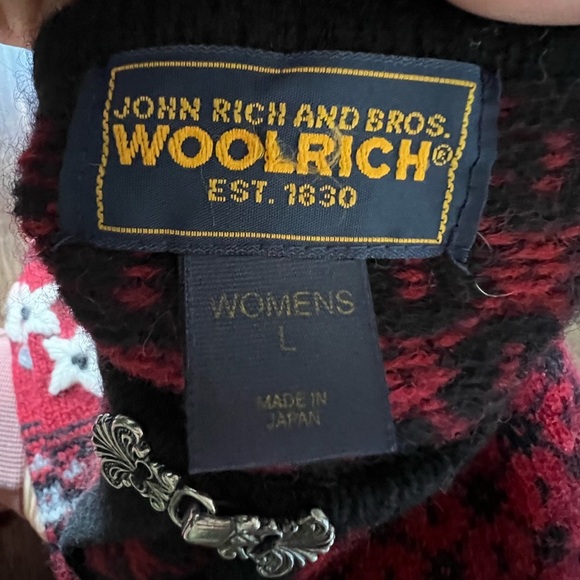 JOHN RICH AND BROS.
WOOLRICH®
EST. 1830
WOMENS
L
MADE IN
JAPAN